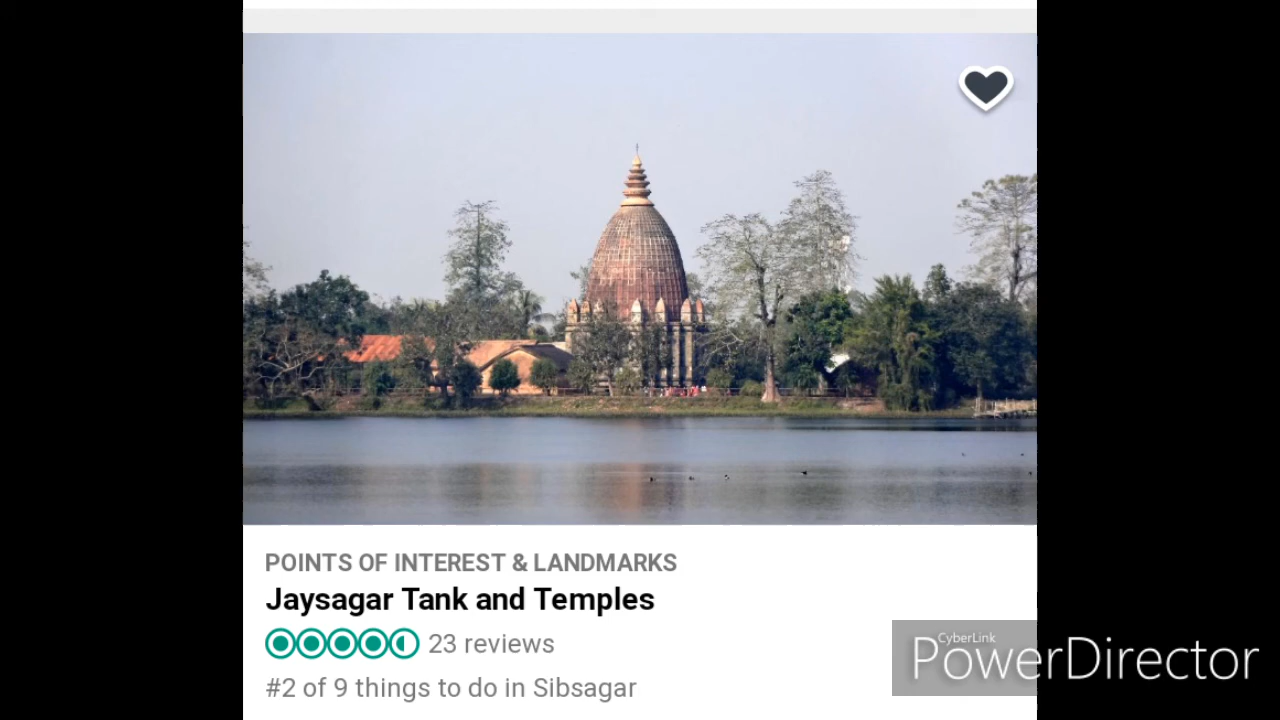 POINTS OF INTEREST & LANDMARKS
Jaysagar Tank and Temples
23 reviews
#2 of 9 things to do in Sibsagar
CyberLink
PowerDirector